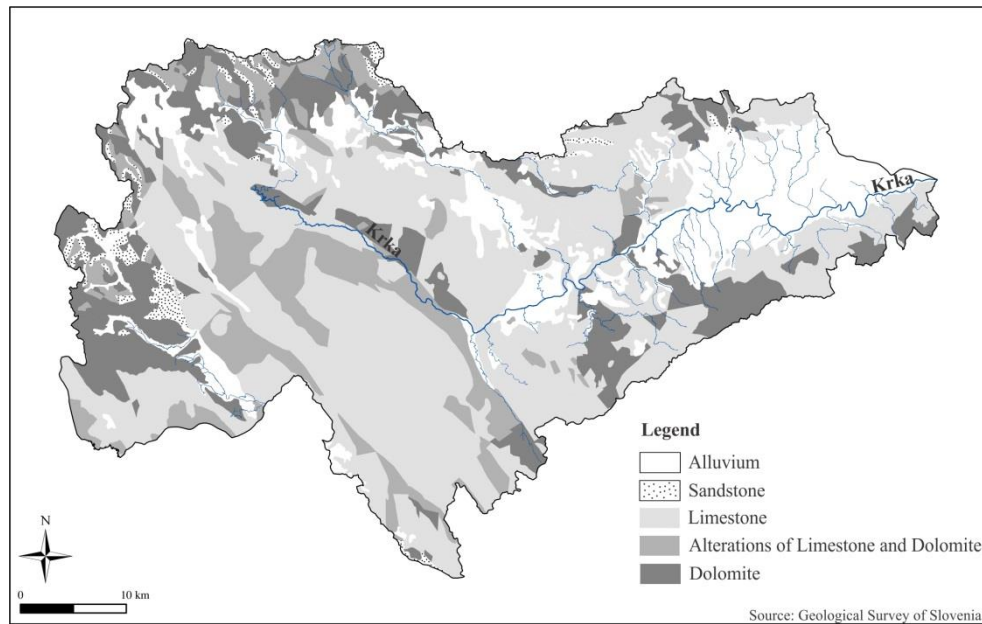 Krka
Krka
Legend
Alluvium
Sandstone
Limestone
Alterations of Limestone and Dolomite
Dolomite
N
0 10 km
Source: Geological Survey of Slovenia